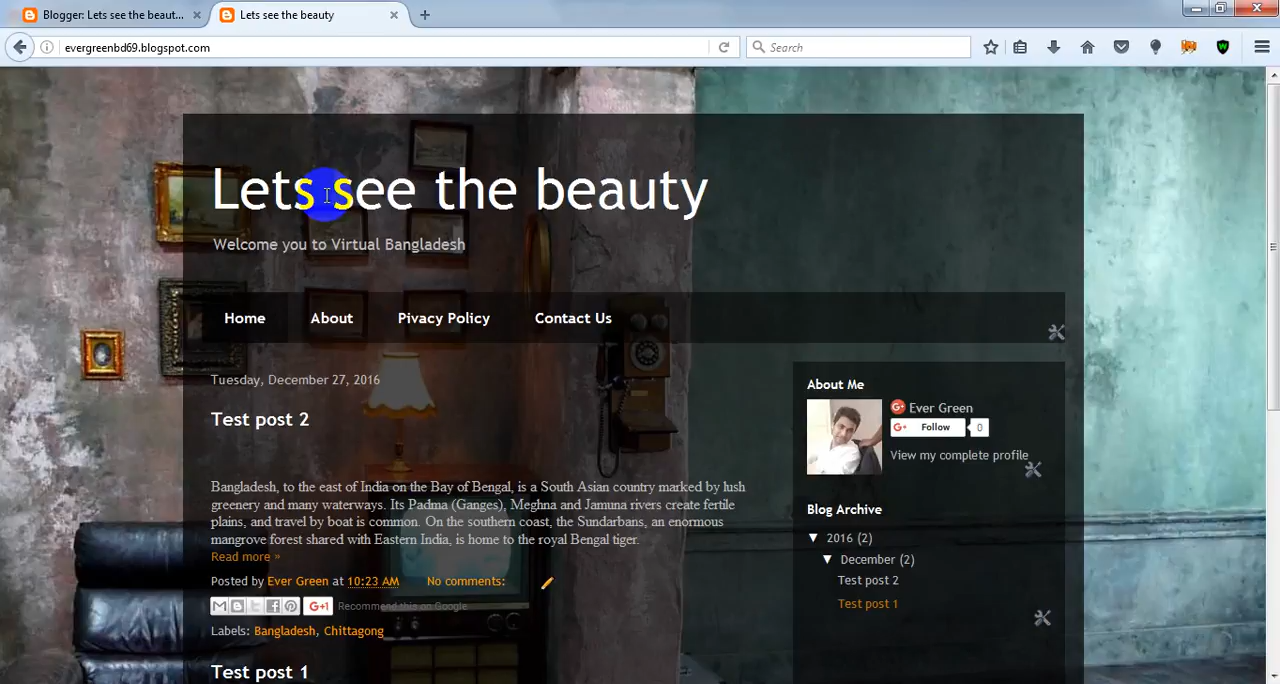 Blogger: Lets see the beaut...
Lets see the beauty
evergreenbd69.blogspot.com
Search
Lets see the beauty
Welcome you to Virtual Bangladesh
Home
About
Pivacy Policy
Contact Us
Tuesday, December 27, 2016
Test post 2
Bangladesh, to the east of India on the Bay of Bengal, is a South Asian country marked by lush
greenery and many waterways. Its Padma (Ganges), Meghna and Jamuna rivers create fertile
plains, and travel by boat is common. On the southern coast, the Sundarbans, an enormous
mangrove forest shared with Eastern India, is home to the royal Bengal tiger.
Read more »
Posted by Ever Green at 10:23 AM
No comments:
G+1
Recommend this on Google
Labels: Bangladesh, Chittagong
Test post 1
About Me
G+ Ever Green
G+ Follow 0
View my complete profile
Blog Archive
▼ 2016 (2)
▼ December (2)
Test post 2
Test post 1